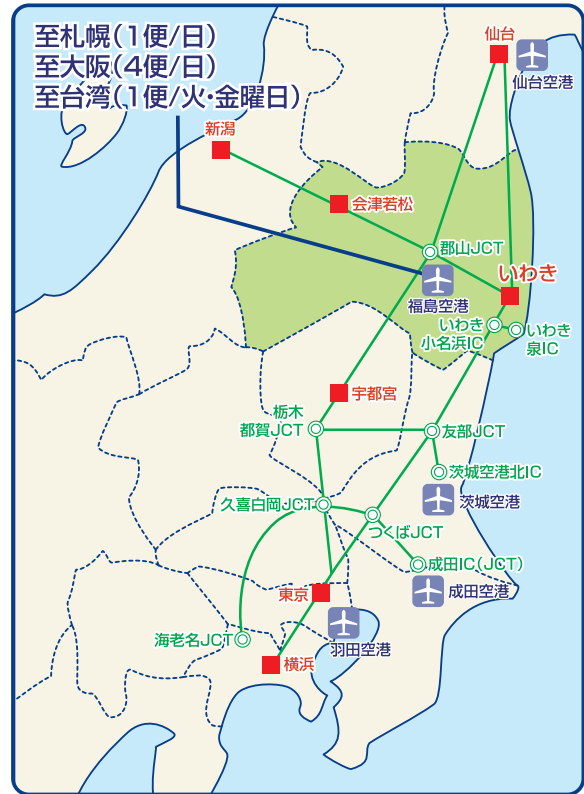 至札幌(1便/日)
至大阪(4便/日)
至台湾(1便/火・金曜日)
仙台
仙台空港
新潟
会津若松
郡山JCT
いわき
福島空港
いわき
小名浜IC
いわき
泉IC
宇都宮
栃木
都賀JCT
友部JCT
茨城空港北IC
茨城空港
久喜白岡JCT
つくばJCT
成田IC(JCT)
成田空港
東京
羽田空港
海老名JCT
横浜